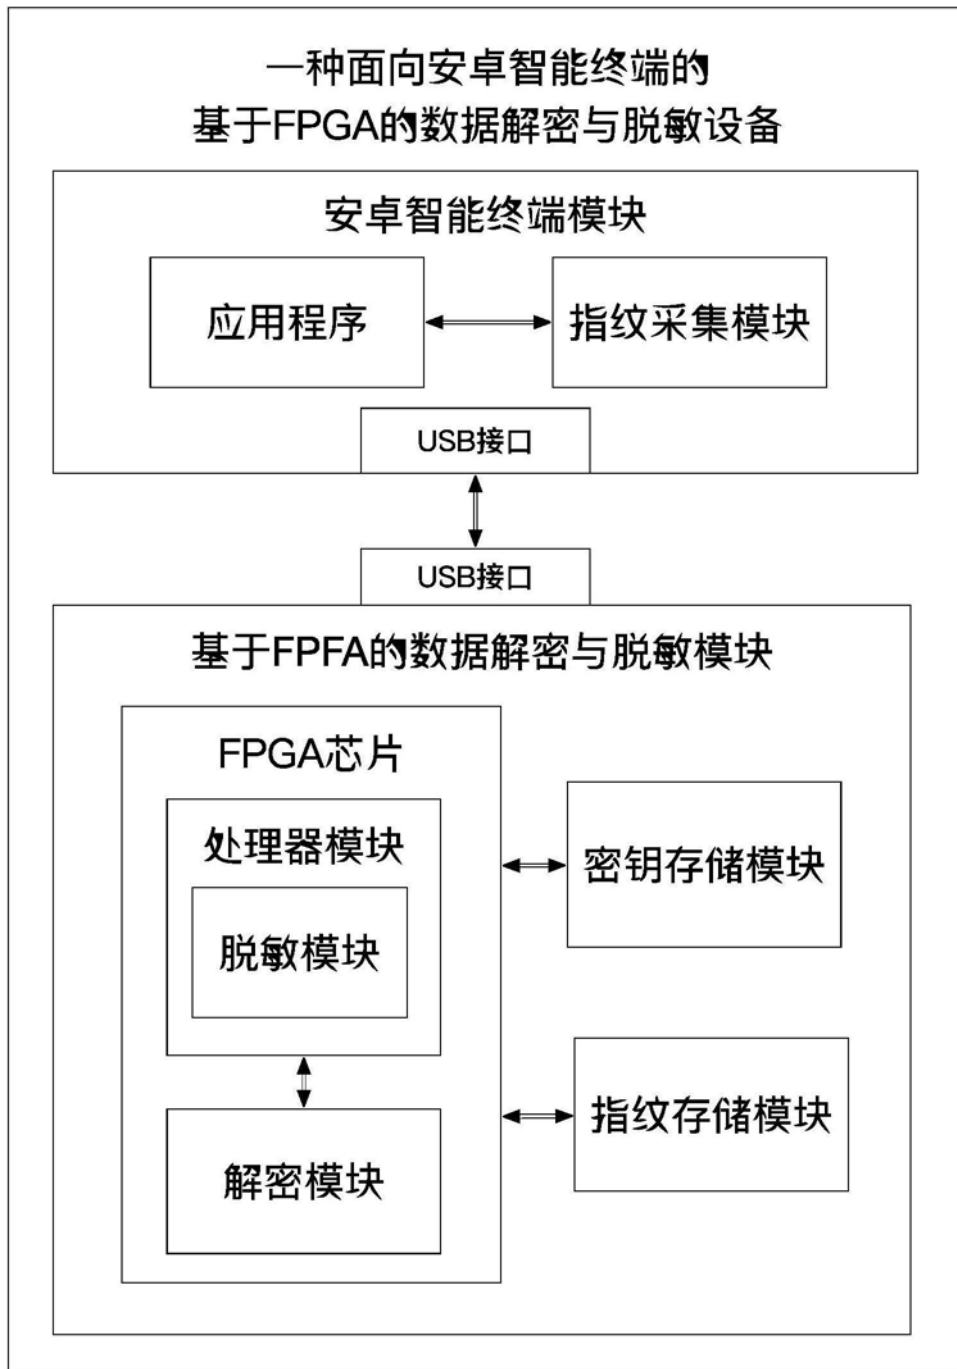 一种面向安卓智能终端的
基于FPGA的数据解密与脱敏设备
安卓智能终端模块
应用程序
指纹采集模块
USB接口
USB接口
基于FPFA的数据解密与脱敏模块
FPGA芯片
处理器模块
脱敏模块
密钥存储模块
指纹存储模块
解密模块